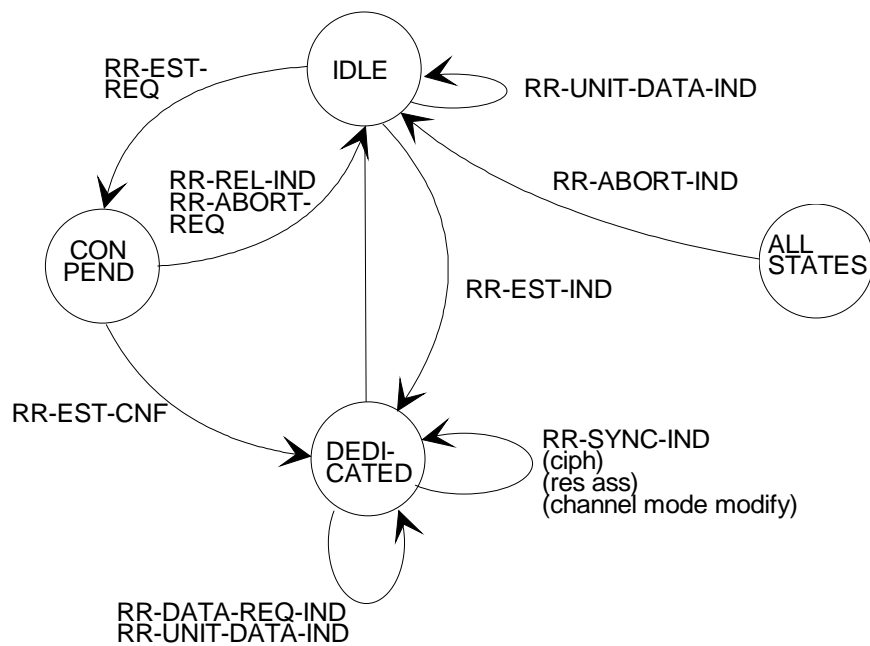 IDLE
RR-EST-
REQ
RR-UNIT-DATA-IND
RR-REL-IND
RR-ABORT-
REQ
RR-ABORT-IND
CON
PEND
ALL
STATES
RR-EST-IND
RR-EST-CNF
DEDI-
CATED
RR-SYNC-IND
(ciph)
(res ass)
(channel mode modify)
RR-DATA-REQ-IND
RR-UNIT-DATA-IND